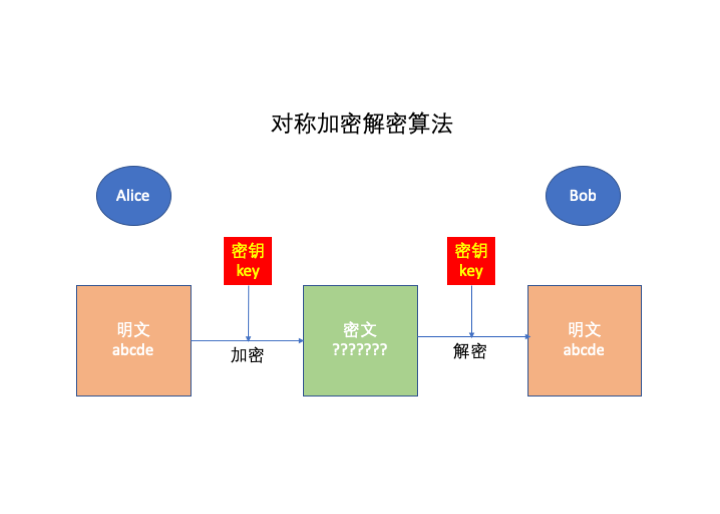 对称加密解密算法
Alice
Bob
密钥
key
密钥
key
明文
abcde
加密
密文
???????
解密
明文
abcde